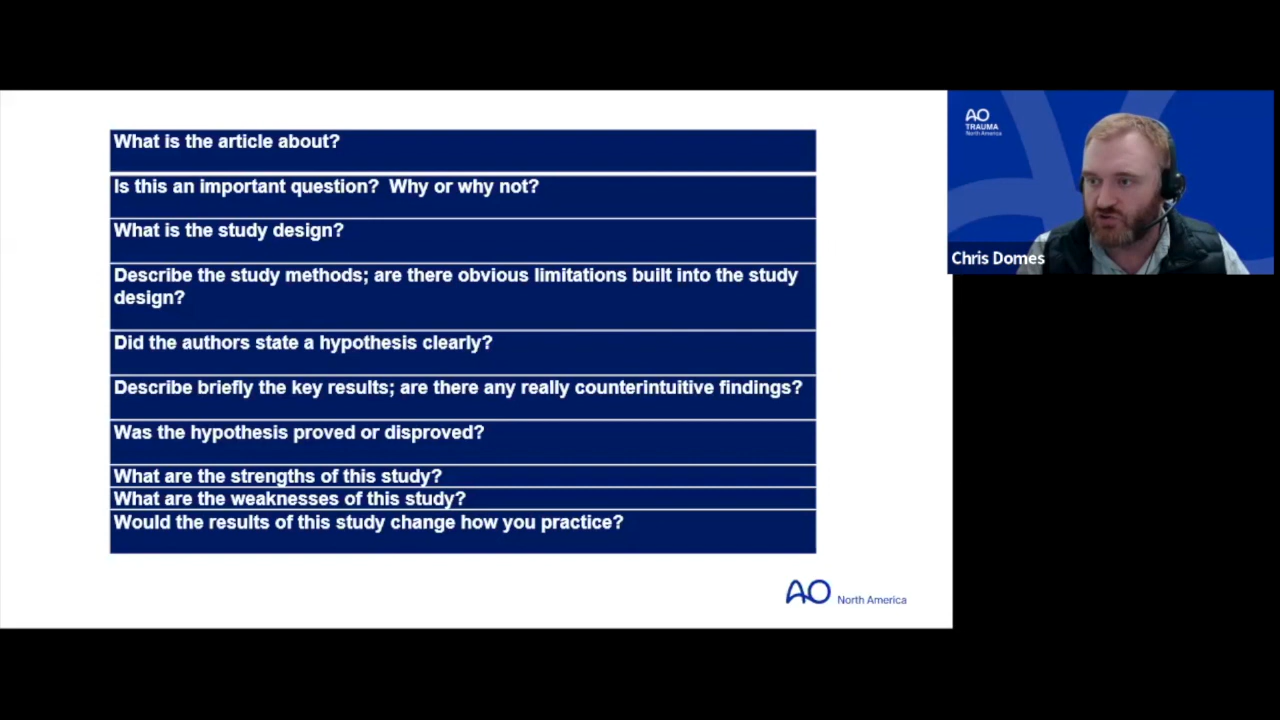 What is the article about?
Is this an important question?  Why or why not?
What is the study design?
Describe the study methods; are there obvious limitations built into the study
design?
Did the authors state a hypothesis clearly?
Describe briefly the key results; are there any really counterintuitive findings?
Was the hypothesis proved or disproved?
What are the strengths of this study?
What are the weaknesses of this study?
Would the results of this study change how you practice?
AO North America
AO
TRAUMA
North America
Chris Domes